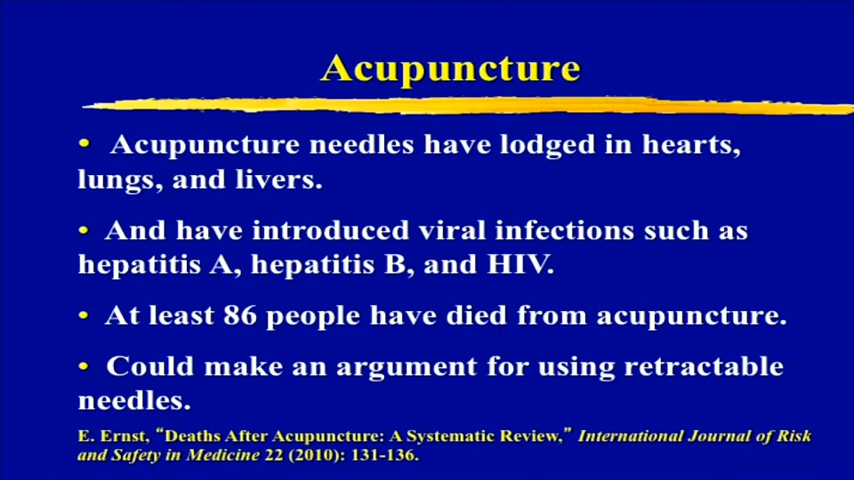 Acupuncture
• Acupuncture needles have lodged in hearts,
lungs, and livers.
• And have introduced viral infections such as
hepatitis A, hepatitis B, and HIV.
• At least 86 people have died from acupuncture.
• Could make an argument for using retractable
needles.
E. Ernst, “Deaths After Acupuncture: A Systematic Review,” International Journal of Risk
and Safety in Medicine 22 (2010): 131-136.